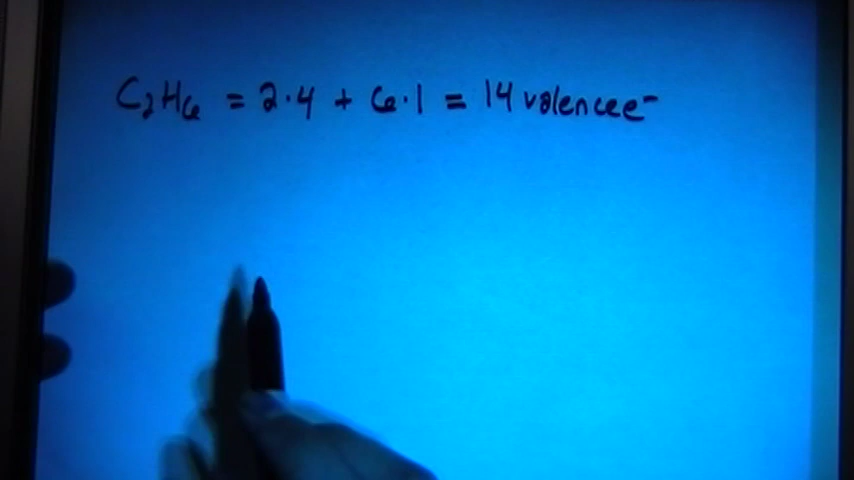 C₂H₆ = 2·4 + 6·1 = 14 valence e⁻